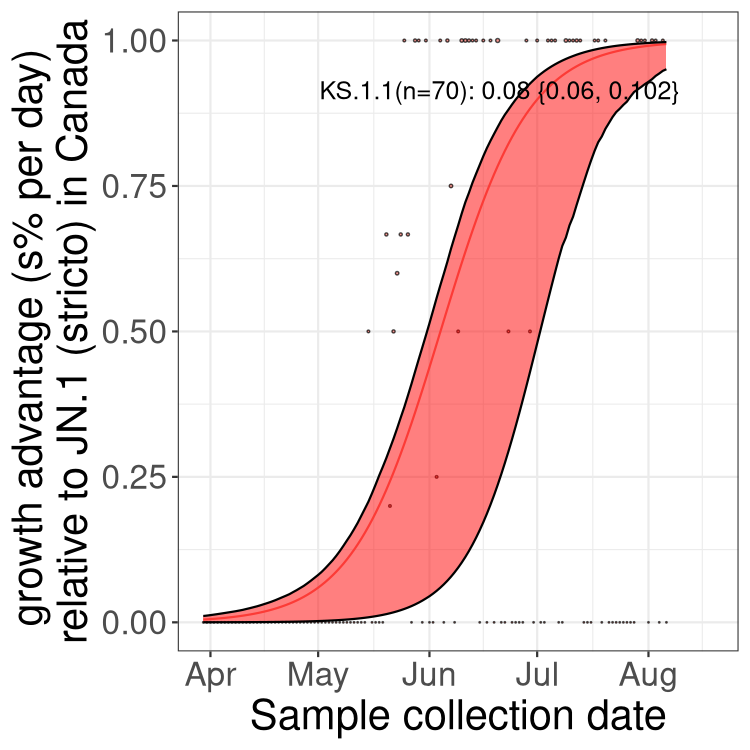 growth advantage (s% per day)
relative to JN.1 (stricto) in Canada
1.00
0.75
0.50
0.25
0.00
KS.1.1(n=70): 0.08 {0.06, 0.102}
Apr May Jun Jul Aug
Sample collection date